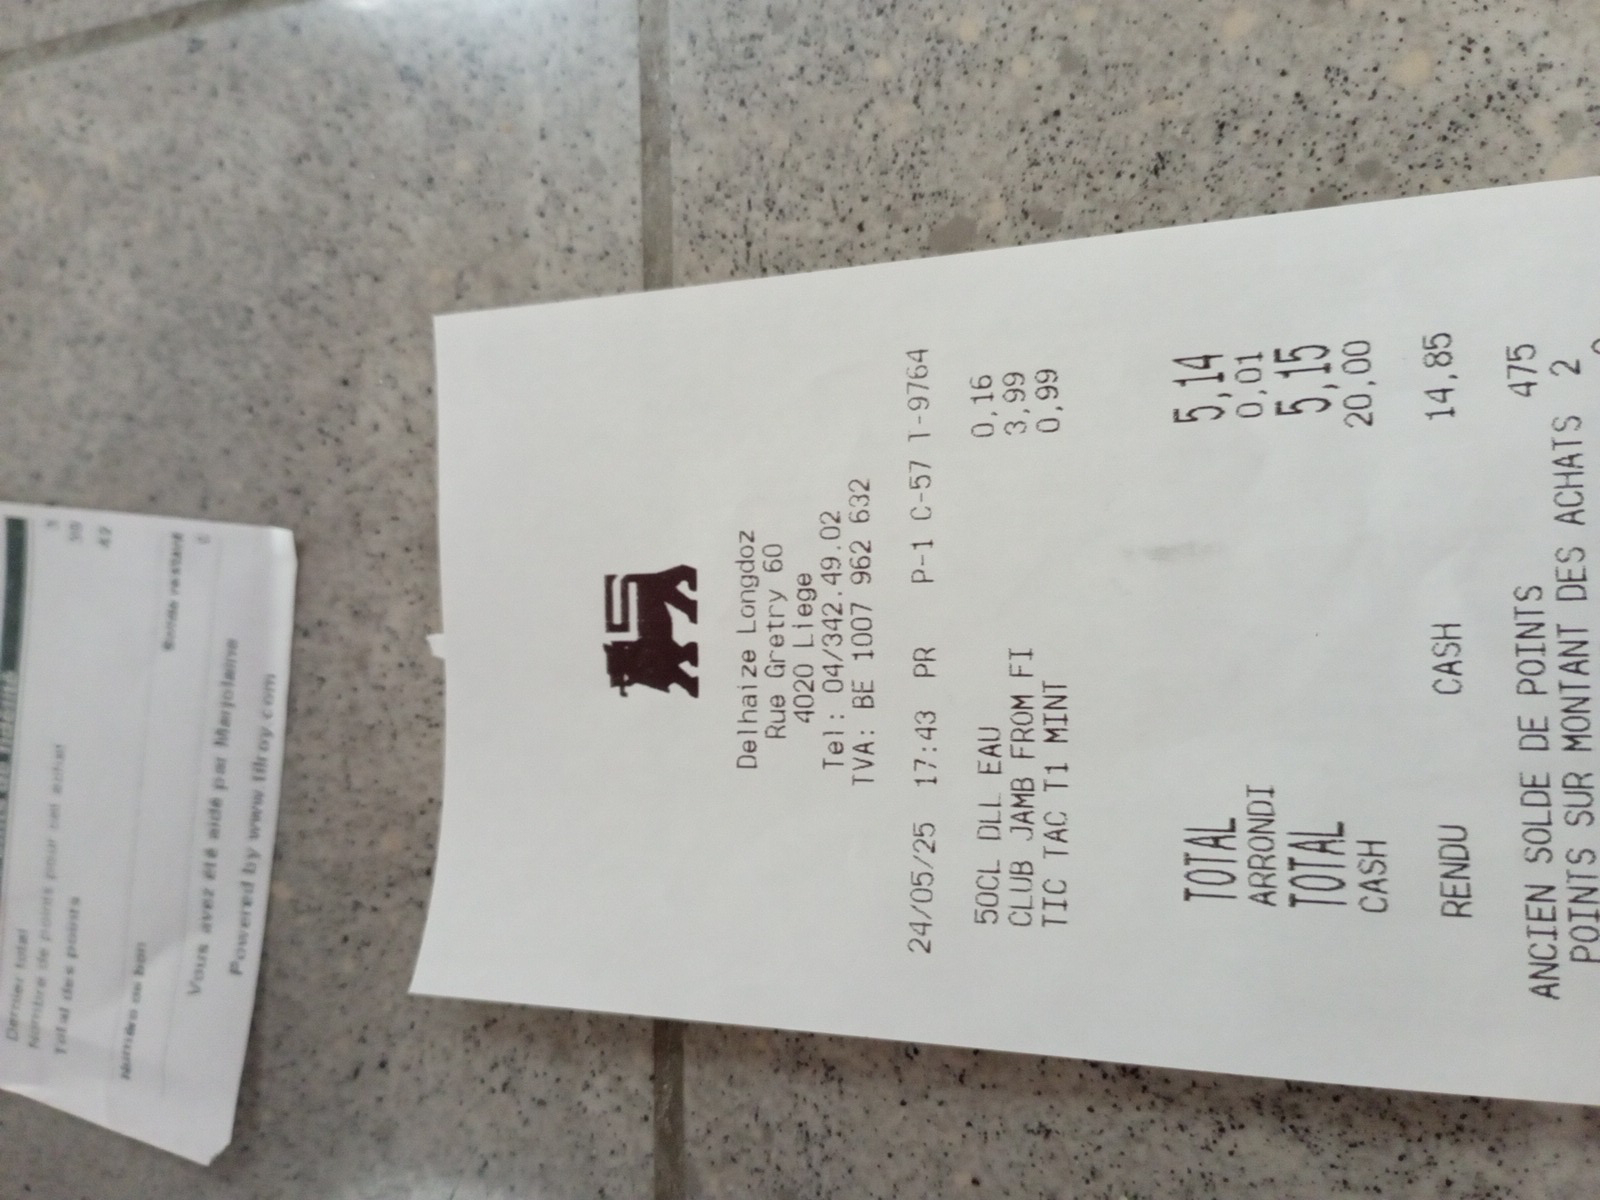 Dernier total
Nombre de points pour cet achat
Total des points
Numéro du bon
Solde restant
Vous avez été aidé par Marjolaine
Powered by www.tilroy.com
Delhaize Longdoz
Rue Gretry 60
4020 Liege
Tel: 04/342.49.02
TVA: BE 1007 962 632
24/05/25 17:43 PR P-1 C-57 T-9764
50CL DLL EAU 0,16
CLUB JAMB FROM FI 3,99
TIC TAC T1 MINT 0,99
TOTAL 5,14
ARRONDI 0,01
TOTAL 5,15
CASH 20,00
RENDU CASH 14,85
ANCIEN SOLDE DE POINTS 475
POINTS SUR MONTANT DES ACHATS 2